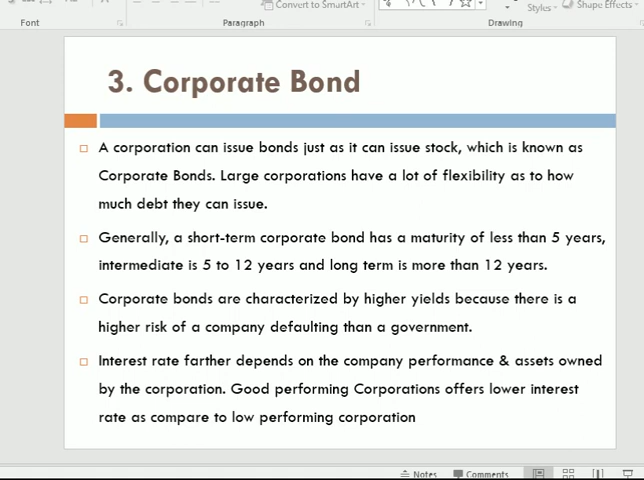 Convert to SmartArt
Shape Effects
Styles
Font
Paragraph
Drawing
3. Corporate Bond
A corporation can issue bonds just as it can issue stock, which is known as
Corporate Bonds. Large corporations have a lot of flexibility as to how
much debt they can issue.
Generally, a short-term corporate bond has a maturity of less than 5 years,
intermediate is 5 to 12 years and long term is more than 12 years.
Corporate bonds are characterized by higher yields because there is a
higher risk of a company defaulting than a government.
Interest rate farther depends on the company performance & assets owned
by the corporation. Good performing Corporations offers lower interest
rate as compare to low performing corporation
Notes
Comments